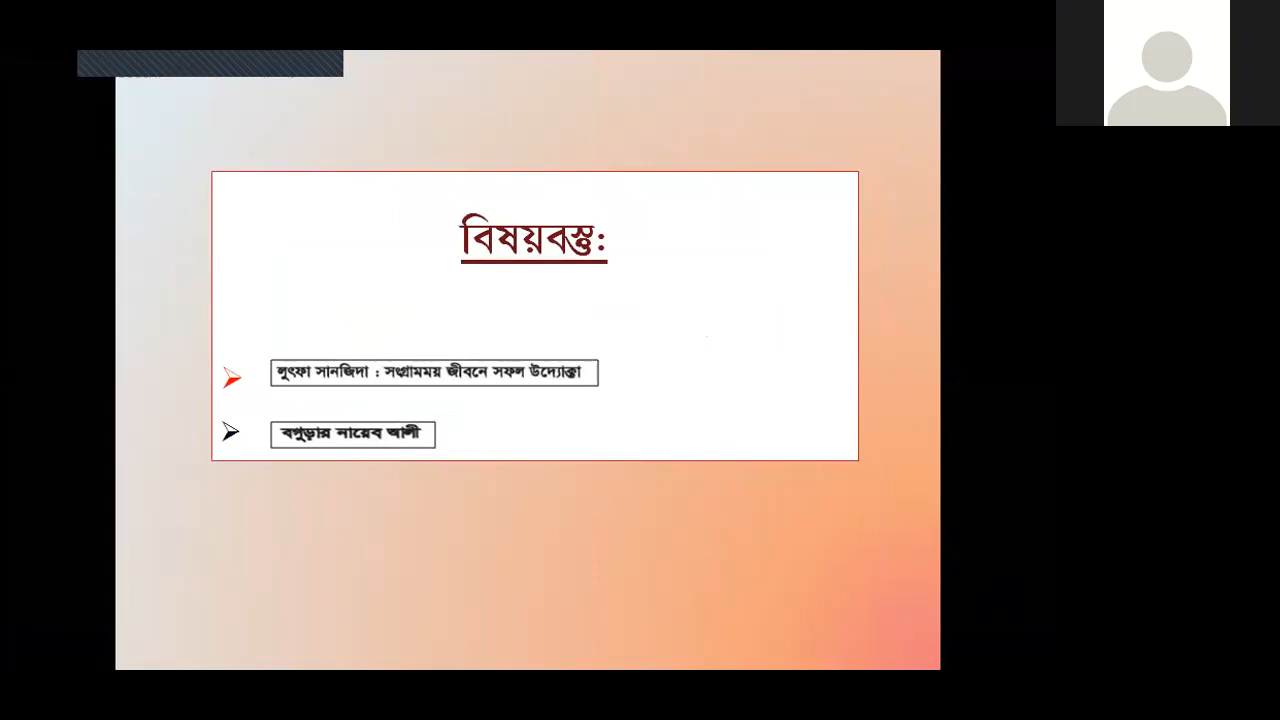 বিষয়বস্তু:
লুৎফা সানজিদা : সংগ্রামময় জীবনে সফল উদ্যোক্তা
বগুড়ার নায়েব আলী